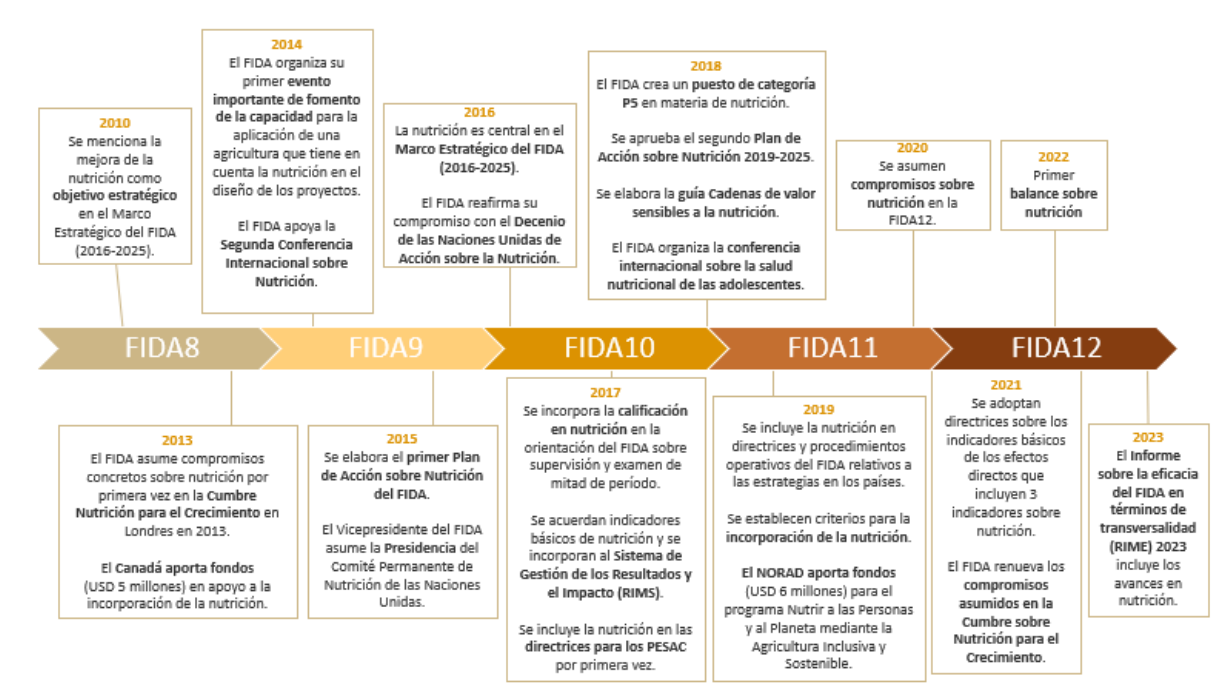 2010
Se menciona la
mejora de la
nutrición como
objetivo estratégico
en el Marco
Estratégico del FIDA
(2016-2025).
2014
El FIDA organiza su
primer evento
importante de fomento
de la capacidad para la
aplicación de una
agricultura que tiene en
cuenta la nutrición en el
diseño de los proyectos.
El FIDA apoya la
Segunda Conferencia
Internacional sobre
Nutrición.
2016
La nutrición es central en el
Marco Estratégico del FIDA
(2016-2025).
El FIDA reafirma su
compromiso con el Decenio
de las Naciones Unidas de
Acción sobre la Nutrición.
2018
El FIDA crea un puesto de categoría
P5 en materia de nutrición.
Se aprueba el segundo Plan de
Acción sobre Nutrición 2019-2025.
Se elabora la guía Cadenas de valor
sensibles a la nutrición.
El FIDA organiza la conferencia
internacional sobre la salud
nutricional de las adolescentes.
2020
Se asumen
compromisos sobre
nutrición en la
FIDA12.
2022
Primer
balance sobre
nutrición
FIDA8
FIDA9
FIDA10
FIDA11
FIDA12
2013
El FIDA asume compromisos
concretos sobre nutrición por
primera vez en la Cumbre
Nutrición para el Crecimiento en
Londres en 2013.
El Canadá aporta fondos
(USD 5 millones) en apoyo a la
incorporación de la nutrición.
2015
Se elabora el primer Plan
de Acción sobre Nutrición
del FIDA.
El Vicepresidente del FIDA
asume la Presidencia del
Comité Permanente de
Nutrición de las Naciones
Unidas.
2017
Se incorpora la calificación
en nutrición en la
orientación del FIDA sobre
supervisión y examen de
mitad de período.
Se acuerdan indicadores
básicos de nutrición y se
incorporan al Sistema de
Gestión de los Resultados y
el Impacto (RIMS).
Se incluye la nutrición en las
directrices para los PESAC
por primera vez.
2019
Se incluye la nutrición en
directrices y procedimientos
operativos del FIDA relativos a
las estrategias en los países.
Se establecen criterios para la
incorporación de la nutrición.
El NORAD aporta fondos
(USD 6 millones) para el
programa Nutrir a las Personas
y al Planeta mediante la
Agricultura Inclusiva y
Sostenible.
2021
Se adoptan
directrices sobre los
indicadores básicos
de los efectos
directos que
incluyen 3
indicadores sobre
nutrición.
El FIDA renueva los
compromisos
asumidos en la
Cumbre sobre
Nutrición para el
Crecimiento.
2023
El Informe
sobre la eficacia
del FIDA en
términos de
transversalidad
(RIME) 2023
incluye los
avances en
nutrición.